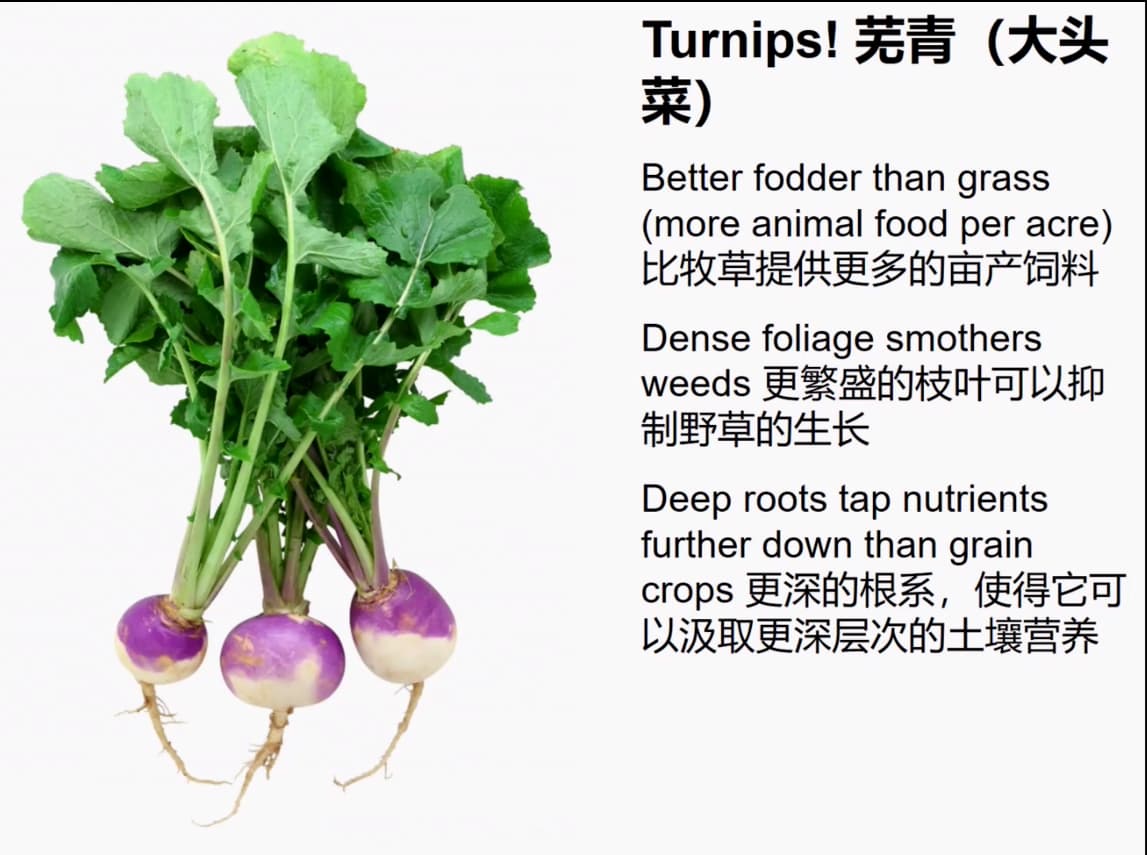 Turnips! 芜青（大头
菜）
Better fodder than grass
(more animal food per acre)
比牧草提供更多的亩产饲料
Dense foliage smothers
weeds 更繁盛的枝叶可以抑
制野草的生长
Deep roots tap nutrients
further down than grain
crops 更深的根系，使得它可
以汲取更深层次的土壤营养